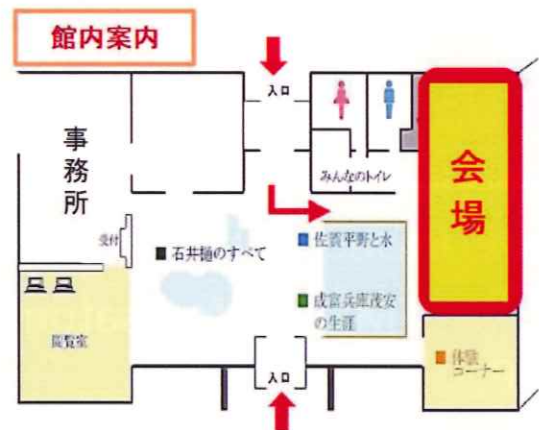 館内案内
入口
事務所
みんなのトイレ
会場
受付
石井樋のすべて
佐賀平野と水
成富兵庫茂安
の生涯
閲覧室
体験
コーナー
入口